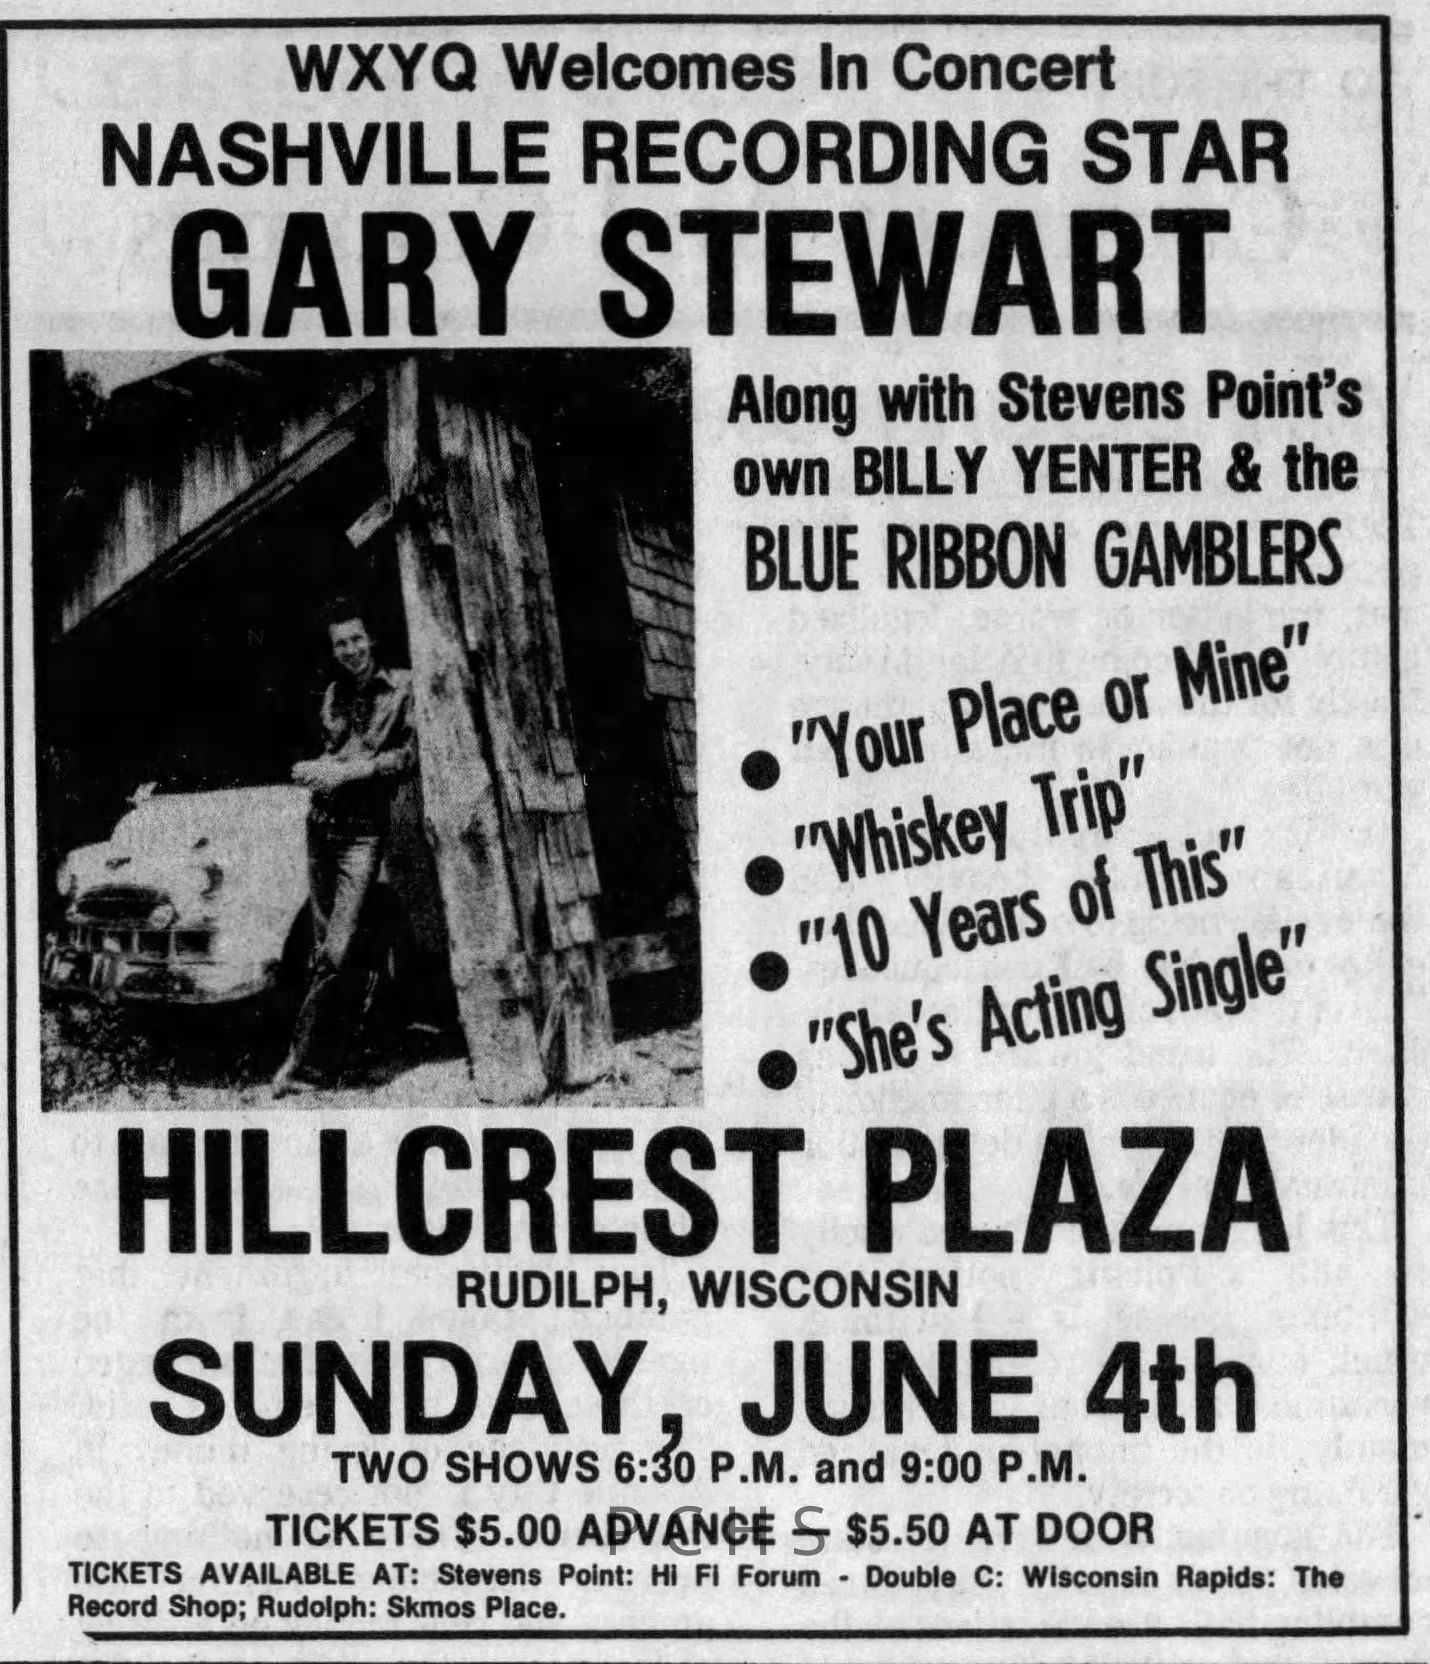 WXYQ Welcomes In Concert
NASHVILLE RECORDING STAR
GARY STEWART
Along with Stevens Point's
own BILLY YENTER & the
BLUE RIBBON GAMBLERS
• "Your Place or Mine"
• "Whiskey Trip"
• "10 Years of This"
• "She's Acting Single"
HILLCREST PLAZA
RUDILPH, WISCONSIN
SUNDAY, JUNE 4th
TWO SHOWS 6:30 P.M. and 9:00 P.M.
PCHS
TICKETS $5.00 ADVANCE — $5.50 AT DOOR
TICKETS AVAILABLE AT: Stevens Point: Hi Fi Forum - Double C: Wisconsin Rapids: The
Record Shop; Rudolph: Skmos Place.